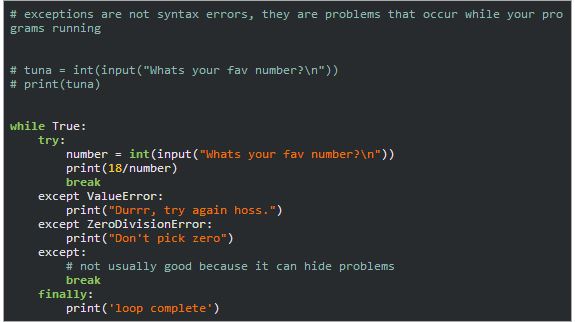 # exceptions are not syntax errors, they are problems that occur while your pro
grams running
# tuna = int(input("Whats your fav number?\n"))
# print(tuna)
while True:
    try:
        number = int(input("Whats your fav number?\n"))
        print(18/number)
        break
    except ValueError:
        print("Durrr, try again hoss.")
    except ZeroDivisionError:
        print("Don't pick zero")
    except:
        # not usually good because it can hide problems
        break
    finally:
        print('loop complete')